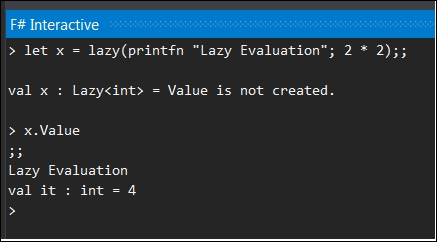 F# Interactive
> let x = lazy(printfn "Lazy Evaluation"; 2 * 2);;
val x : Lazy<int> = Value is not created.
> x.Value
;;
Lazy Evaluation
val it : int = 4
>